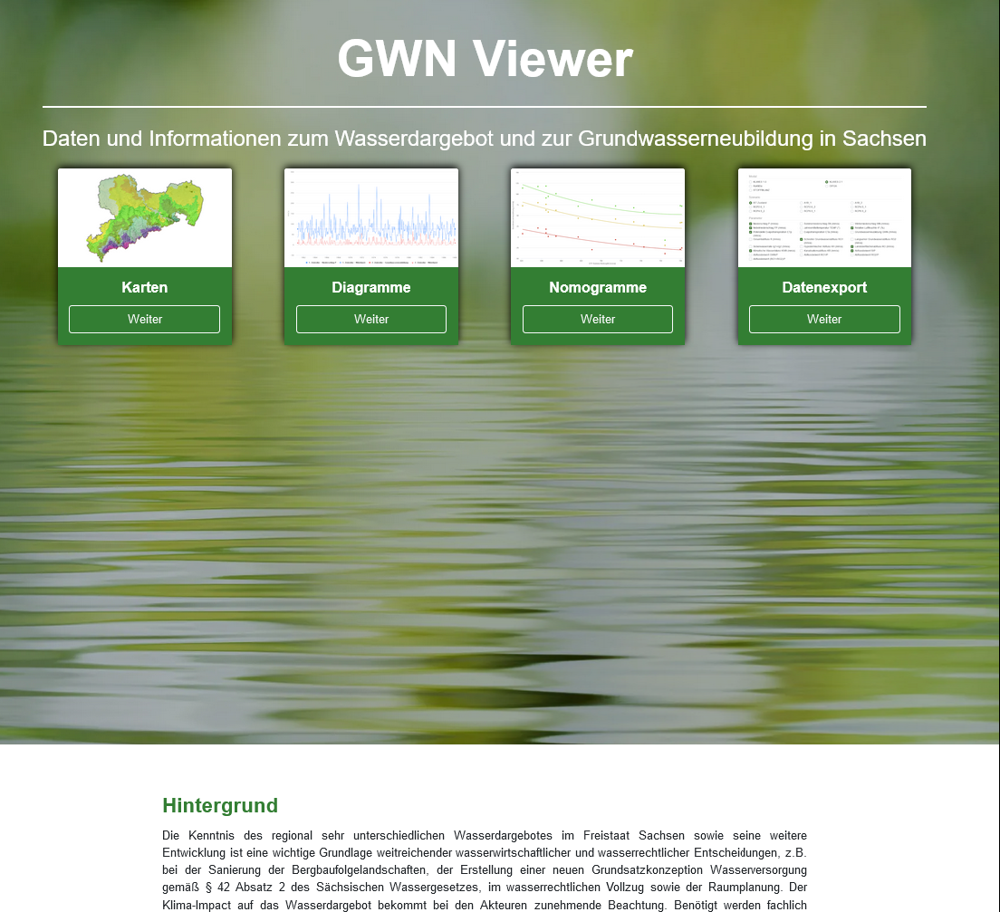 GWN Viewer
Daten und Informationen zum Wasserdargebot und zur Grundwasserneubildung in Sachsen
Karten
Diagramme
Nomogramme
Datenexport
Weiter
Weiter
Weiter
Weiter
Hintergrund
Die Kenntnis des regional sehr unterschiedlichen Wasserdargebotes im Freistaat Sachsen sowie seine weitere
Entwicklung ist eine wichtige Grundlage weitreichender wasserwirtschaftlicher und wasserrechtlicher Entscheidungen, z.B.
bei der Sanierung der Bergbaufolgelandschaften, der Erstellung einer neuen Grundsatzkonzeption Wasserversorgung
gemäß § 42 Absatz 2 des Sächsischen Wassergesetzes, im wasserrechtlichen Vollzug sowie der Raumplanung. Der
Klima-Impact auf das Wasserdargebot bekommt bei den Akteuren zunehmende Beachtung. Benötigt werden fachlich